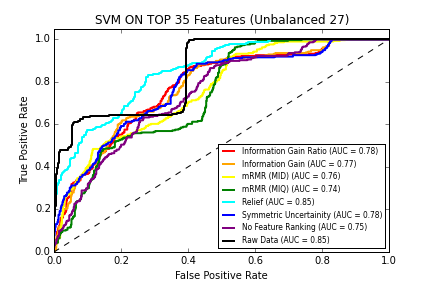 SVM ON TOP 35 Features (Unbalanced 27)
True Positive Rate
1.0
0.8
0.6
0.4
0.2
0.0
Information Gain Ratio (AUC = 0.78)
Information Gain (AUC = 0.77)
mRMR (MID) (AUC = 0.76)
mRMR (MIQ) (AUC = 0.74)
Relief (AUC = 0.85)
Symmetric Uncertainity (AUC = 0.78)
No Feature Ranking (AUC = 0.75)
Raw Data (AUC = 0.85)
0.0 0.2 0.4 0.6 0.8 1.0
False Positive Rate